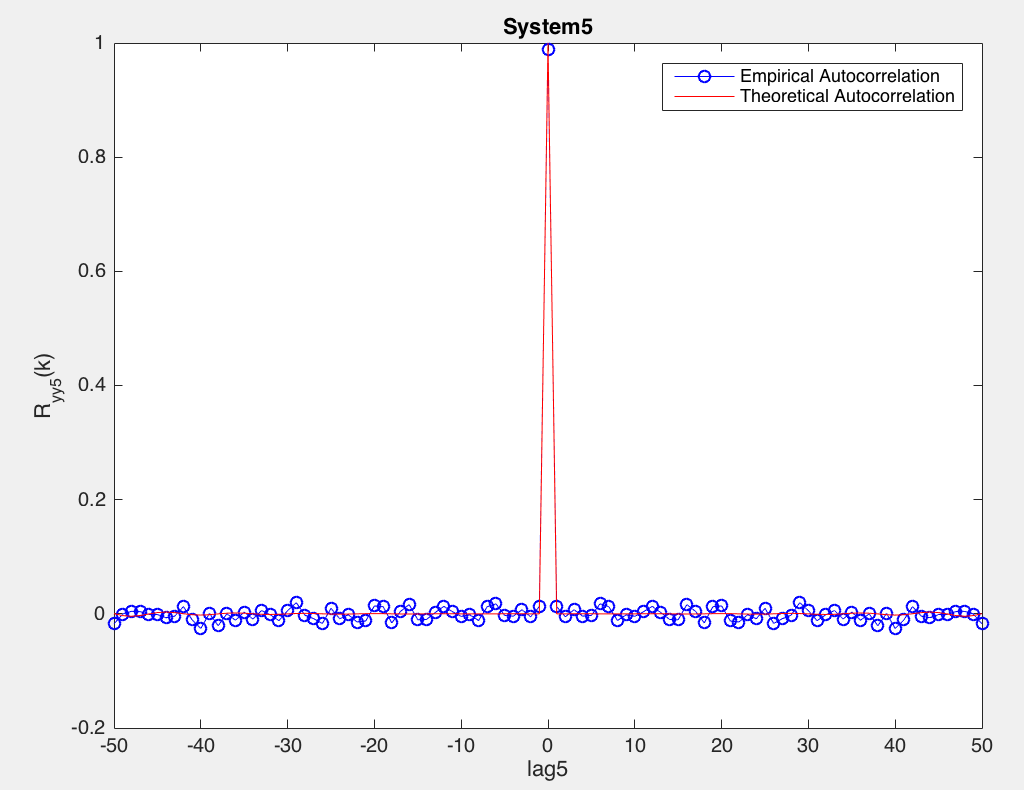 System5
Empirical Autocorrelation
Theoretical Autocorrelation
1
0.8
0.6
0.4
0.2
0
-0.2
R_yy5(k)
-50 -40 -30 -20 -10 0 10 20 30 40 50
lag5